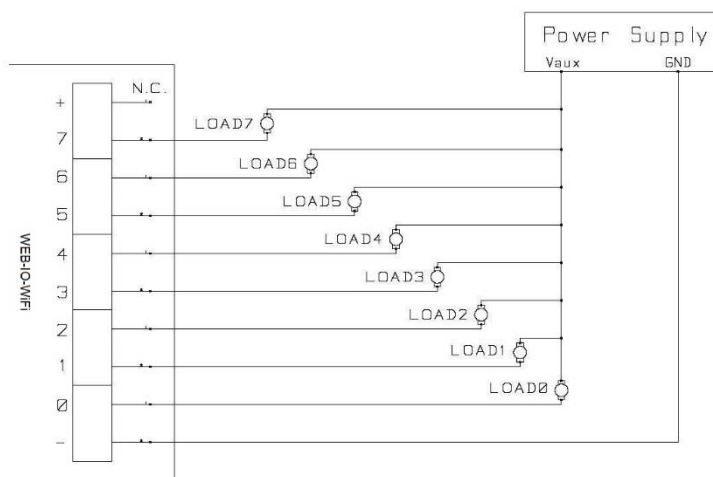 Power Supply
Vaux GND
N.C.
+
7
LOAD7
6
LOAD6
5
LOAD5
4
LOAD4
3
LOAD3
2
LOAD2
1
LOAD1
0
LOAD0
-
WEB-IO-WiFi